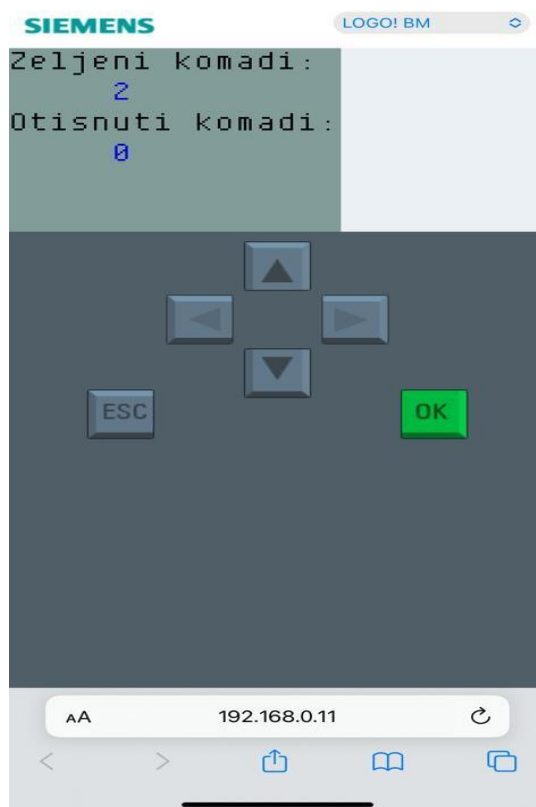 SIEMENS
LOGO! BM
Zeljeni komadi:
2
Otisnuti komadi:
0
ESC
OK
AA
192.168.0.11